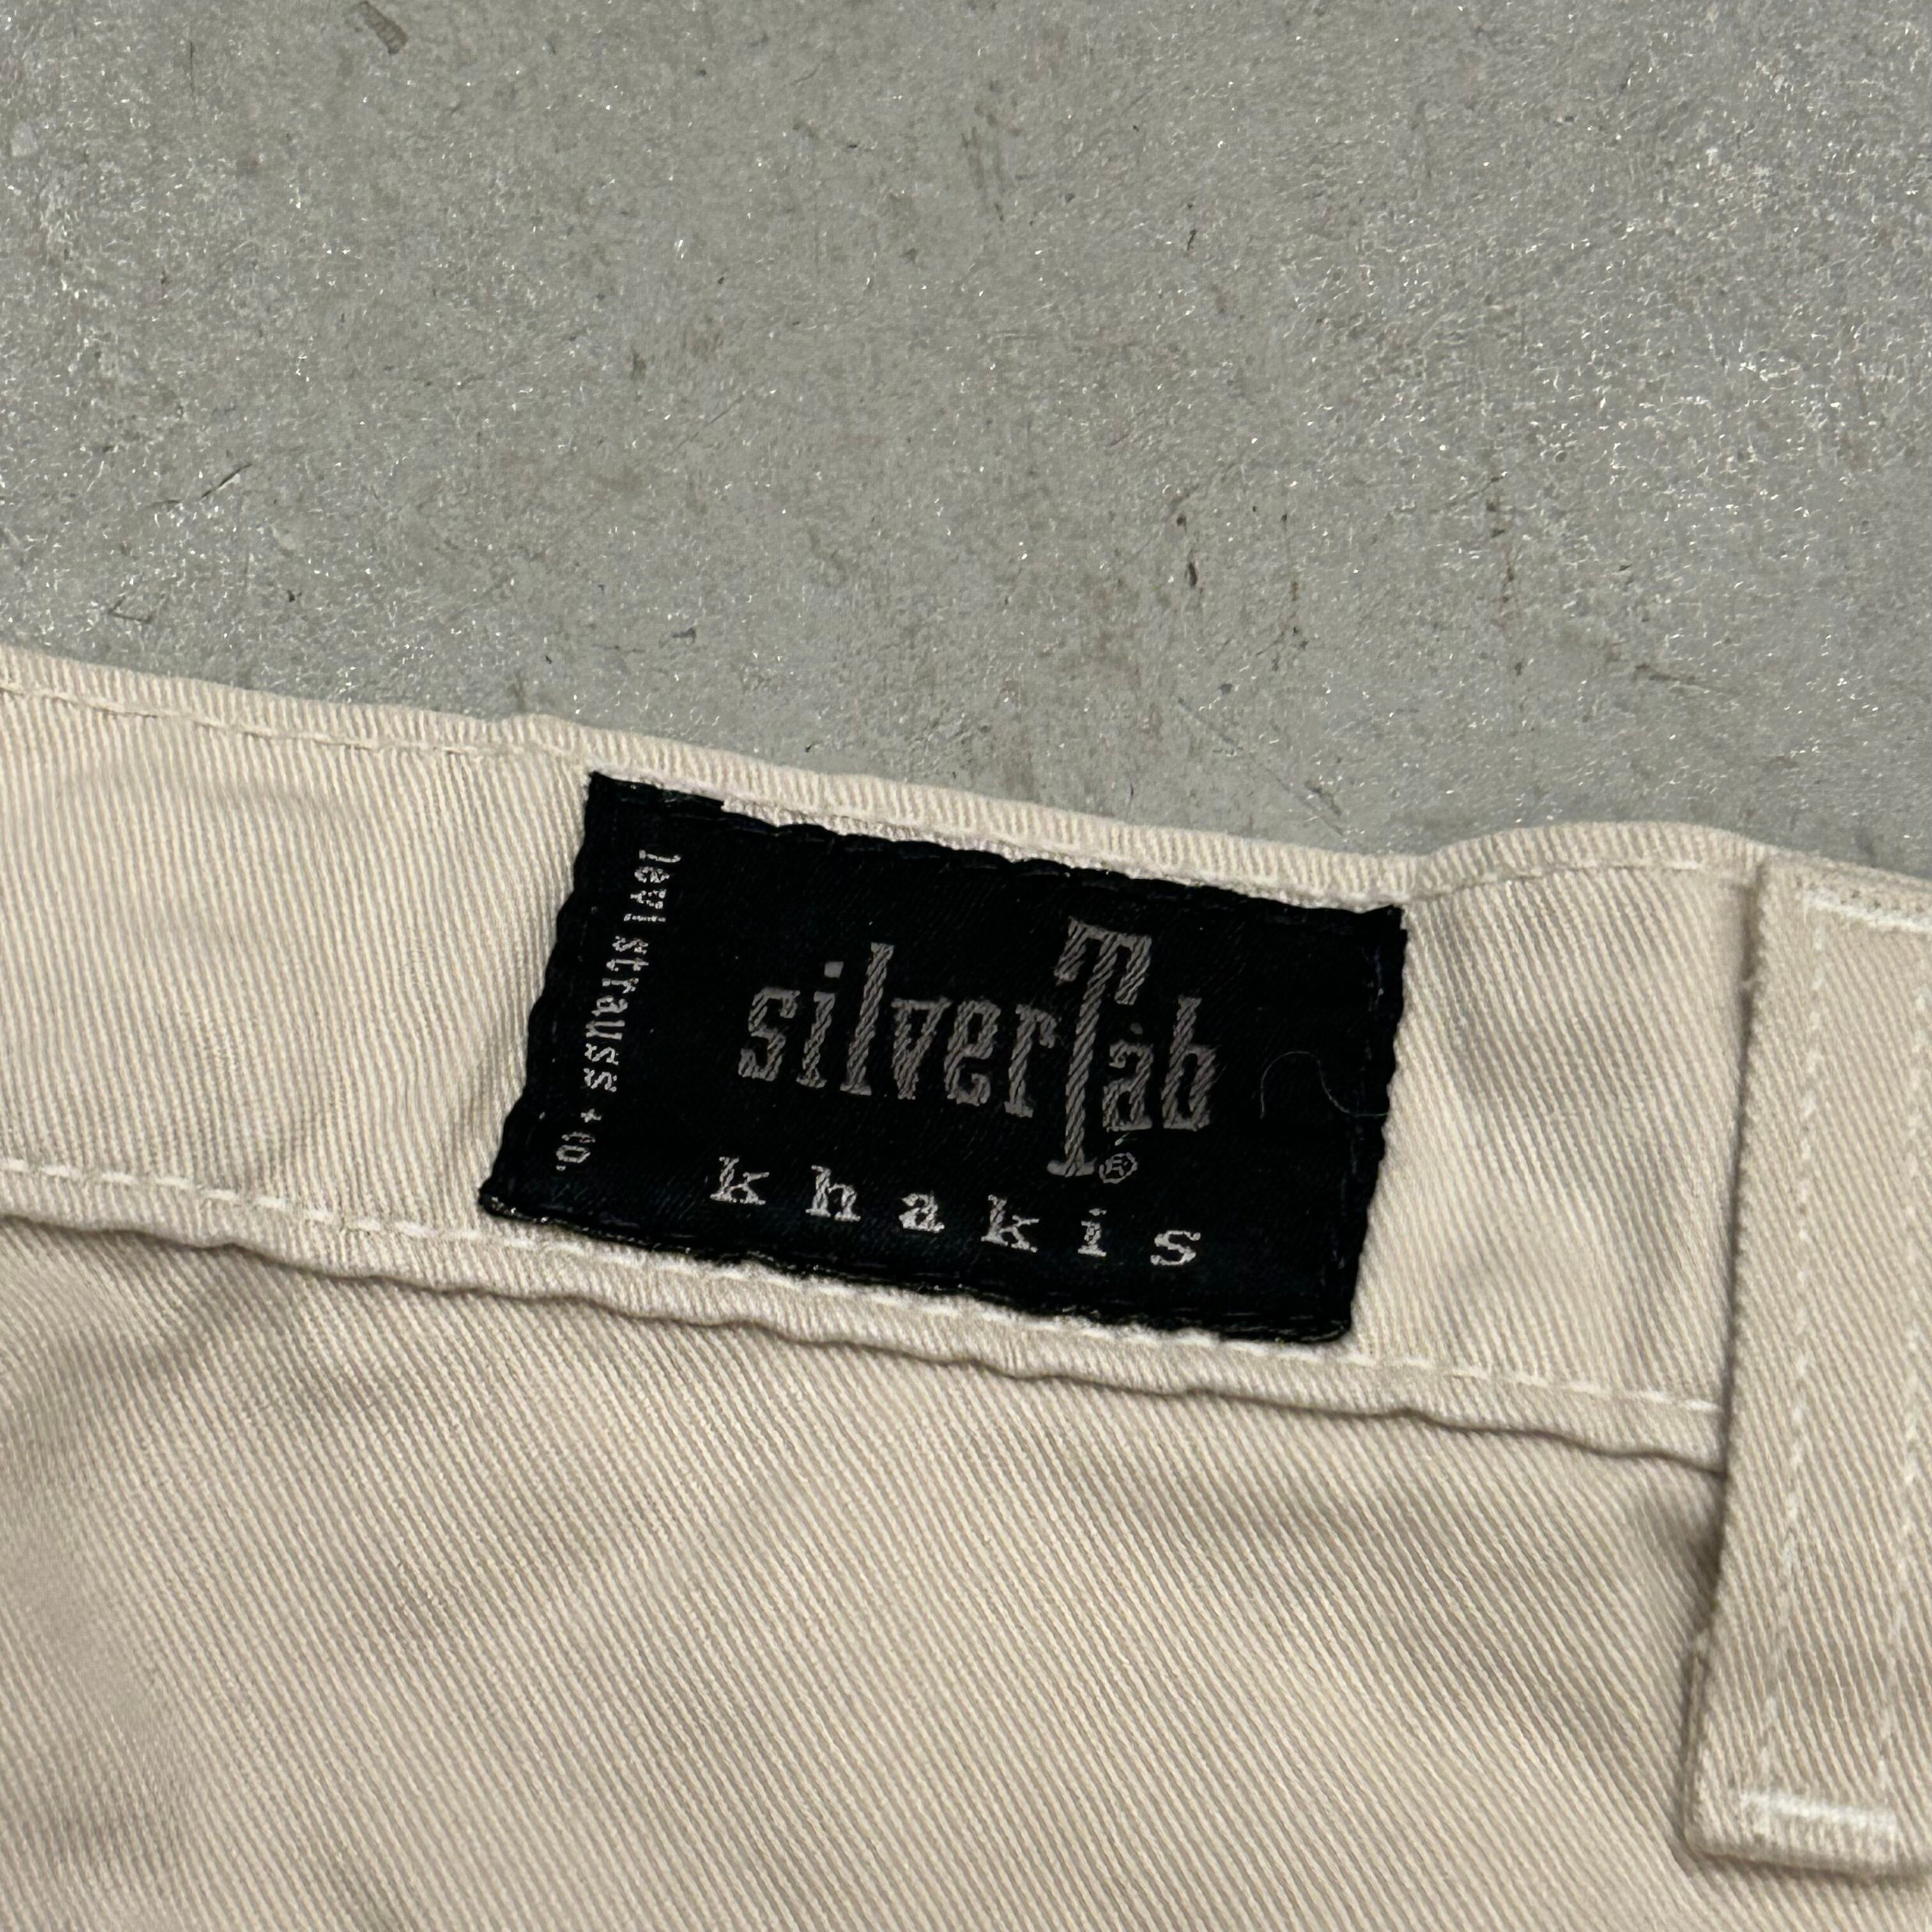 levi strauss + co.
silverTab®
khakis